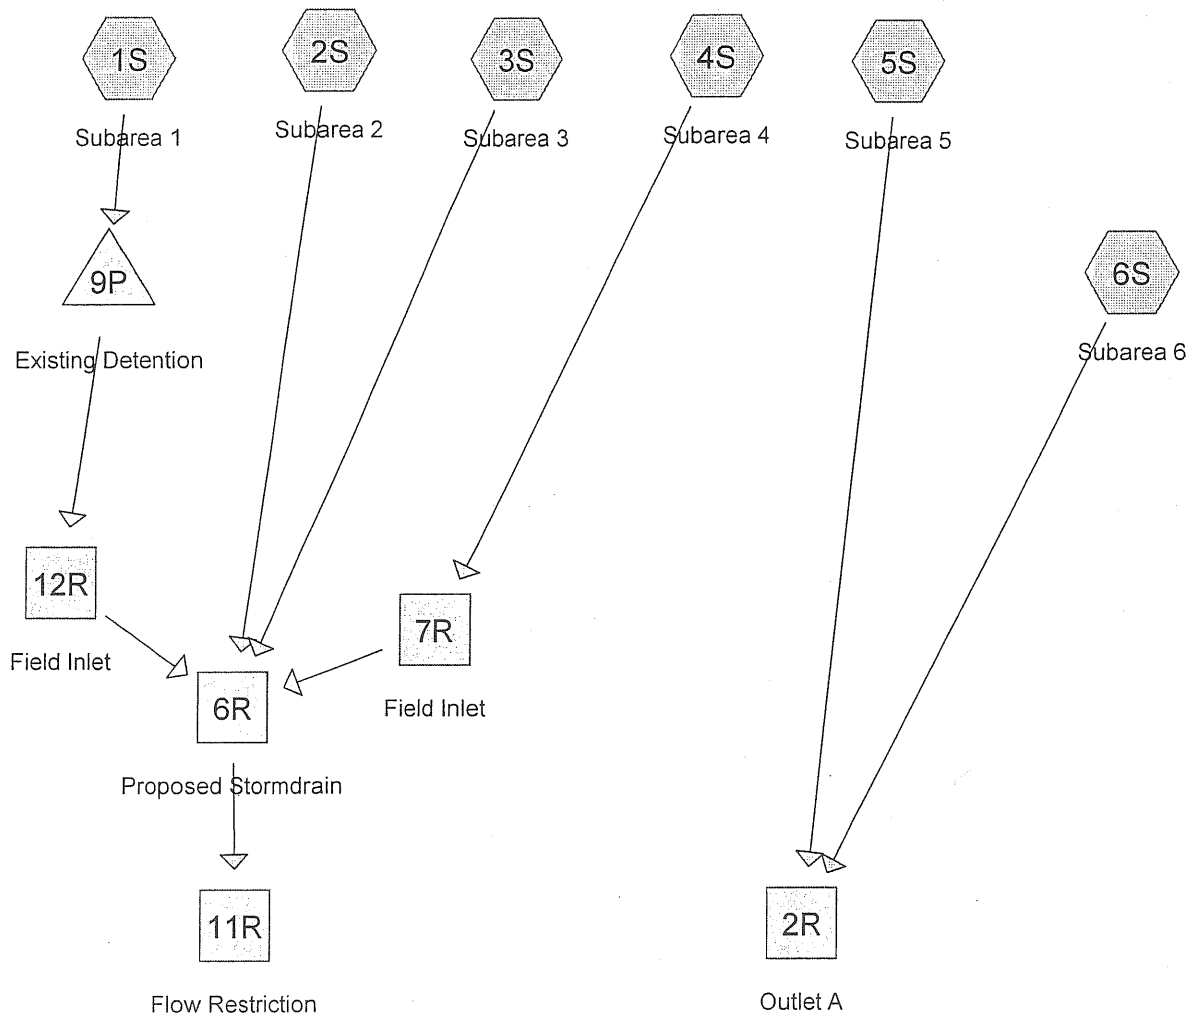 1S
2S
3S
4S
5S
Subarea 1
Subarea 2
Subarea 3
Subarea 4
Subarea 5
6S
9P
Subarea 6
Existing Detention
12R
7R
Field Inlet
6R
Field Inlet
Proposed Stormdrain
11R
2R
Flow Restriction
Outlet A